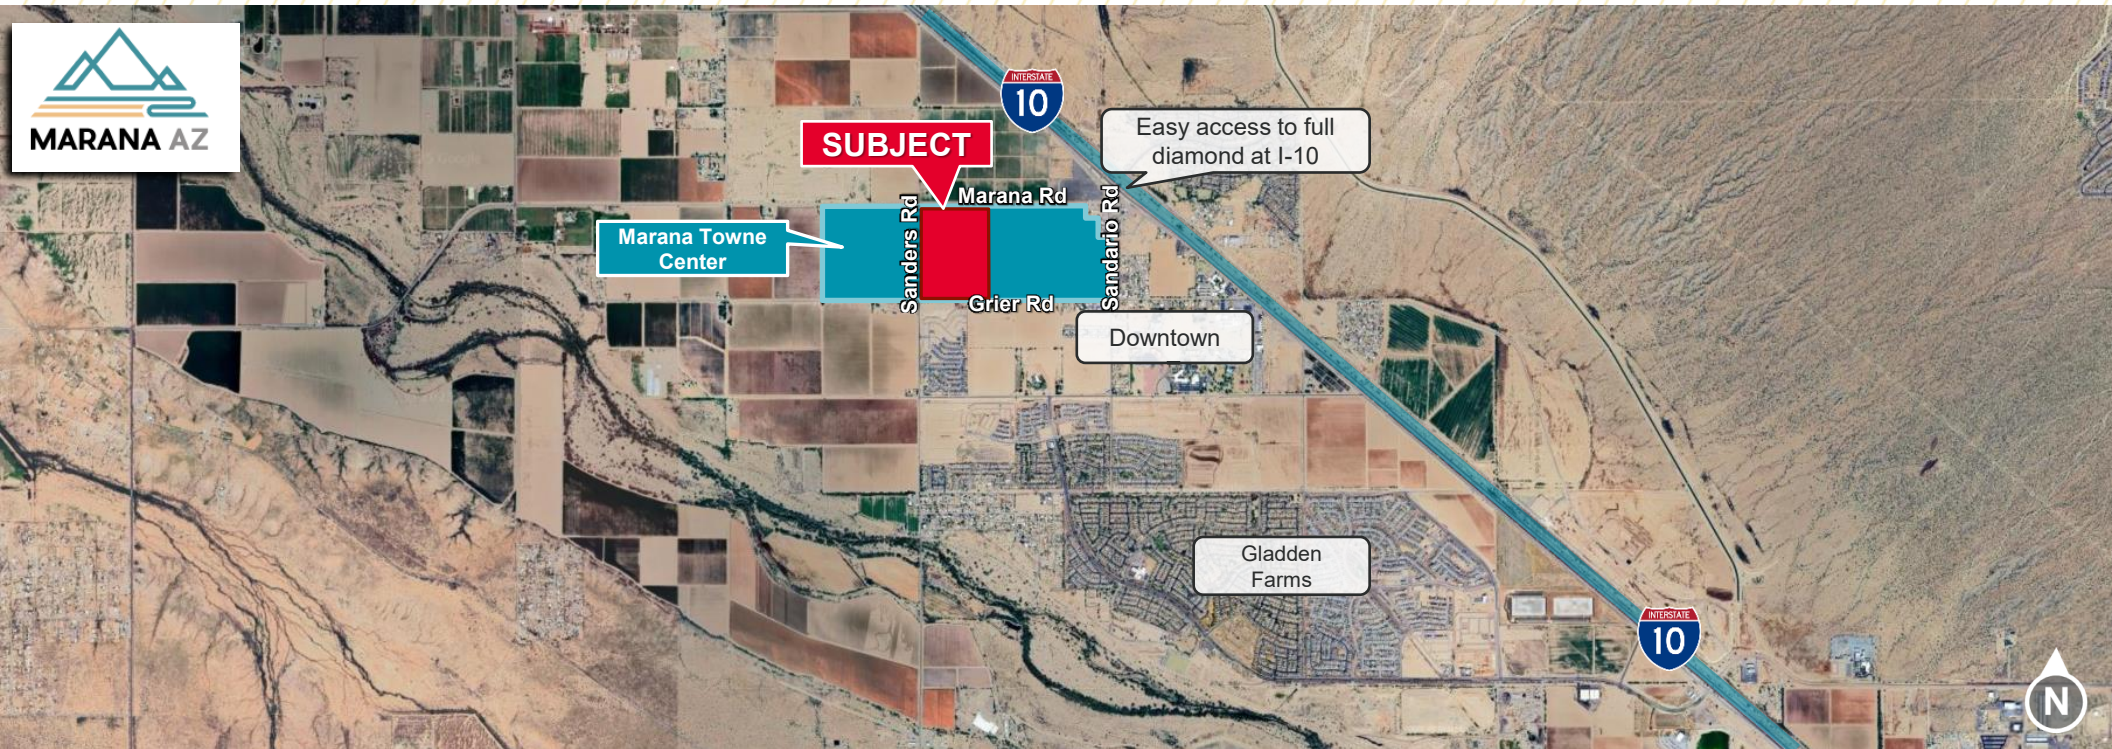 MARANA AZ
INTERSTATE
10
SUBJECT
Easy access to full
diamond at I-10
Marana Rd
Sanders Rd
Sandario Rd
Marana Towne
Center
Grier Rd
Downtown
Gladden
Farms
INTERSTATE
10
N